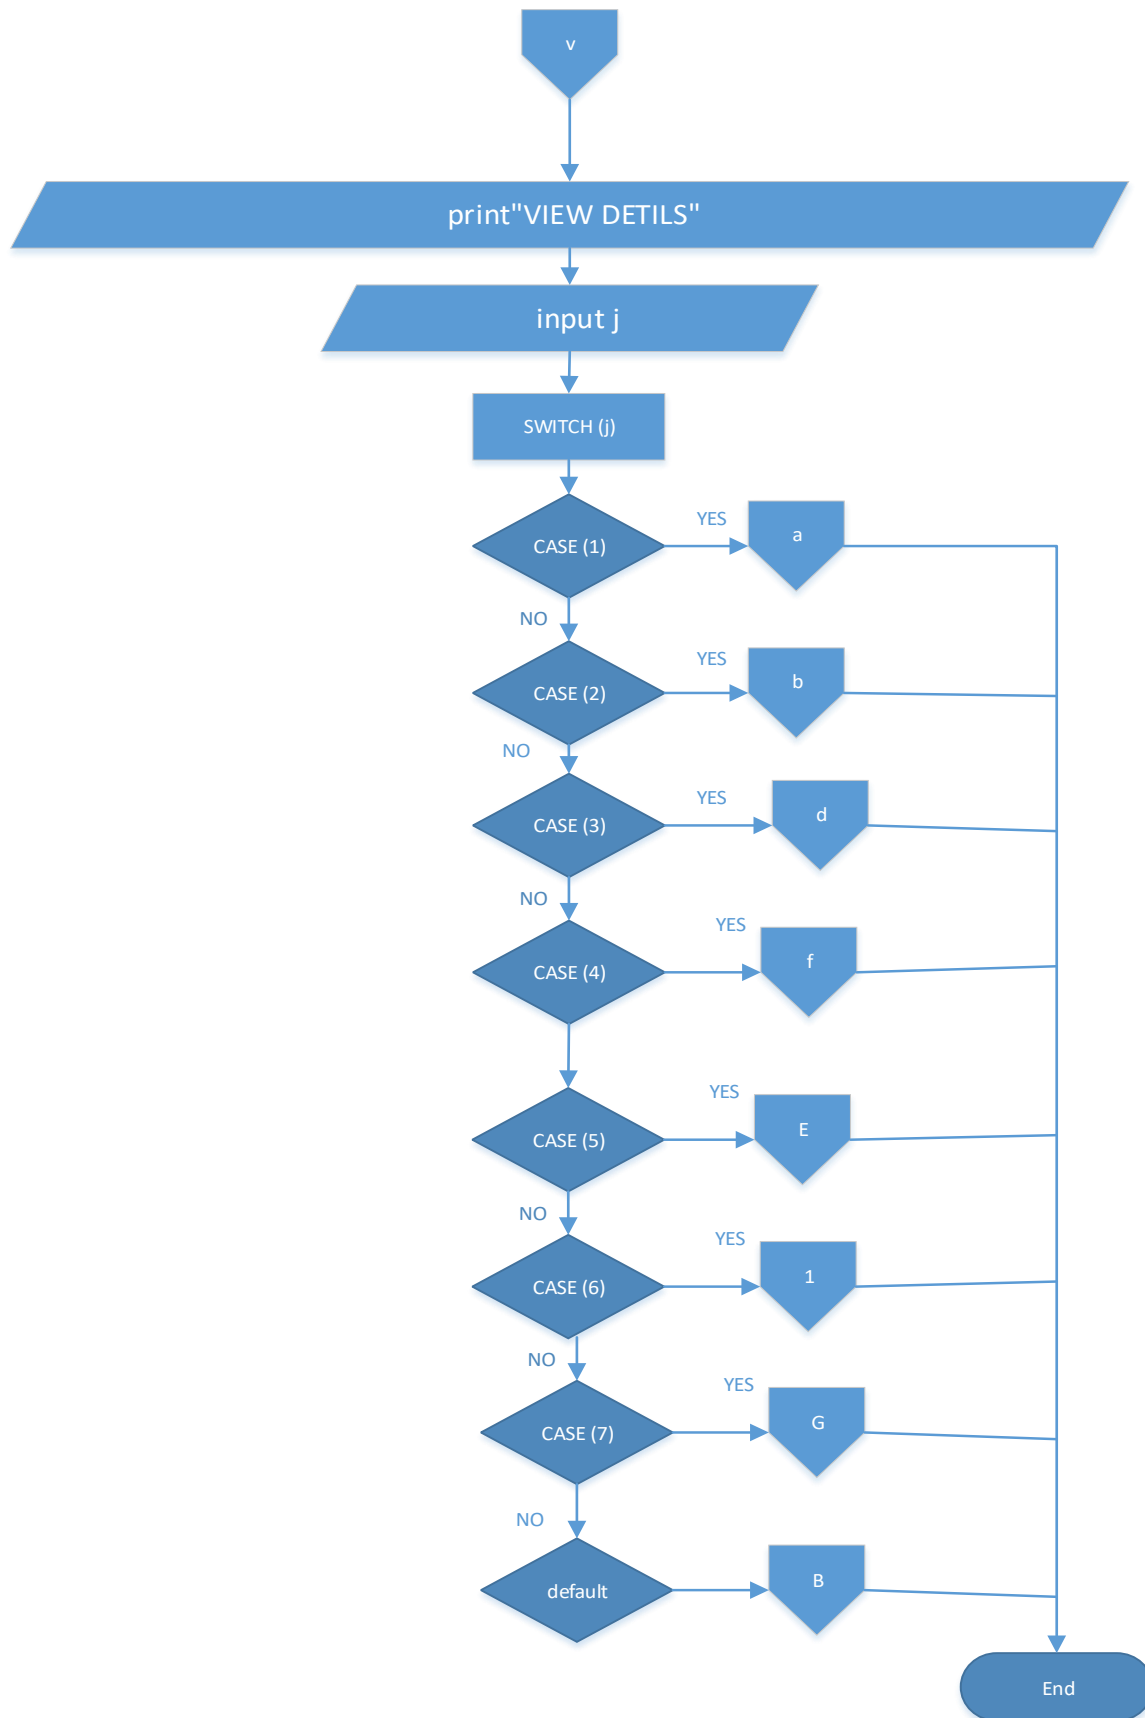 v
print"VIEW DETILS"
input j
SWITCH (j)
CASE (1)
YES
a
NO
CASE (2)
YES
b
NO
CASE (3)
YES
d
NO
CASE (4)
YES
f
CASE (5)
YES
E
NO
CASE (6)
YES
1
NO
CASE (7)
YES
G
NO
default
B
End